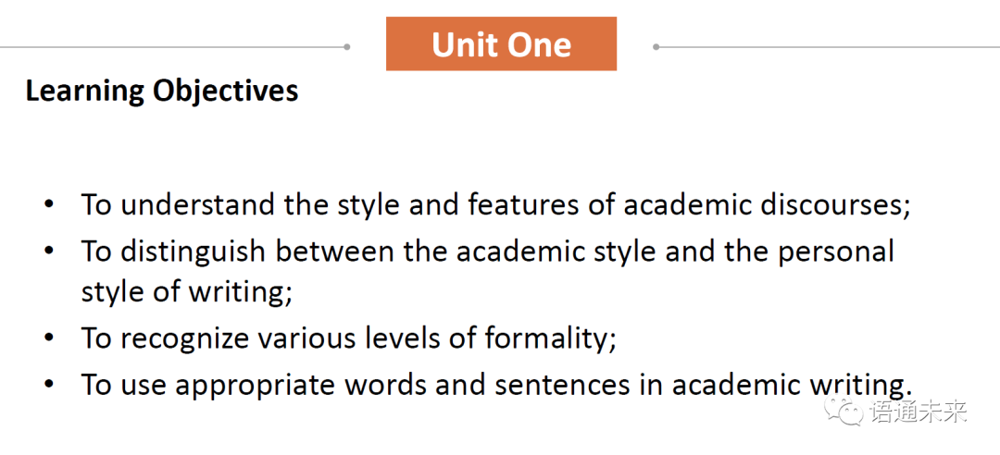 Unit One
Learning Objectives
• To understand the style and features of academic discourses;
• To distinguish between the academic style and the personal
style of writing;
• To recognize various levels of formality;
• To use appropriate words and sentences in academic writing.
语通未来